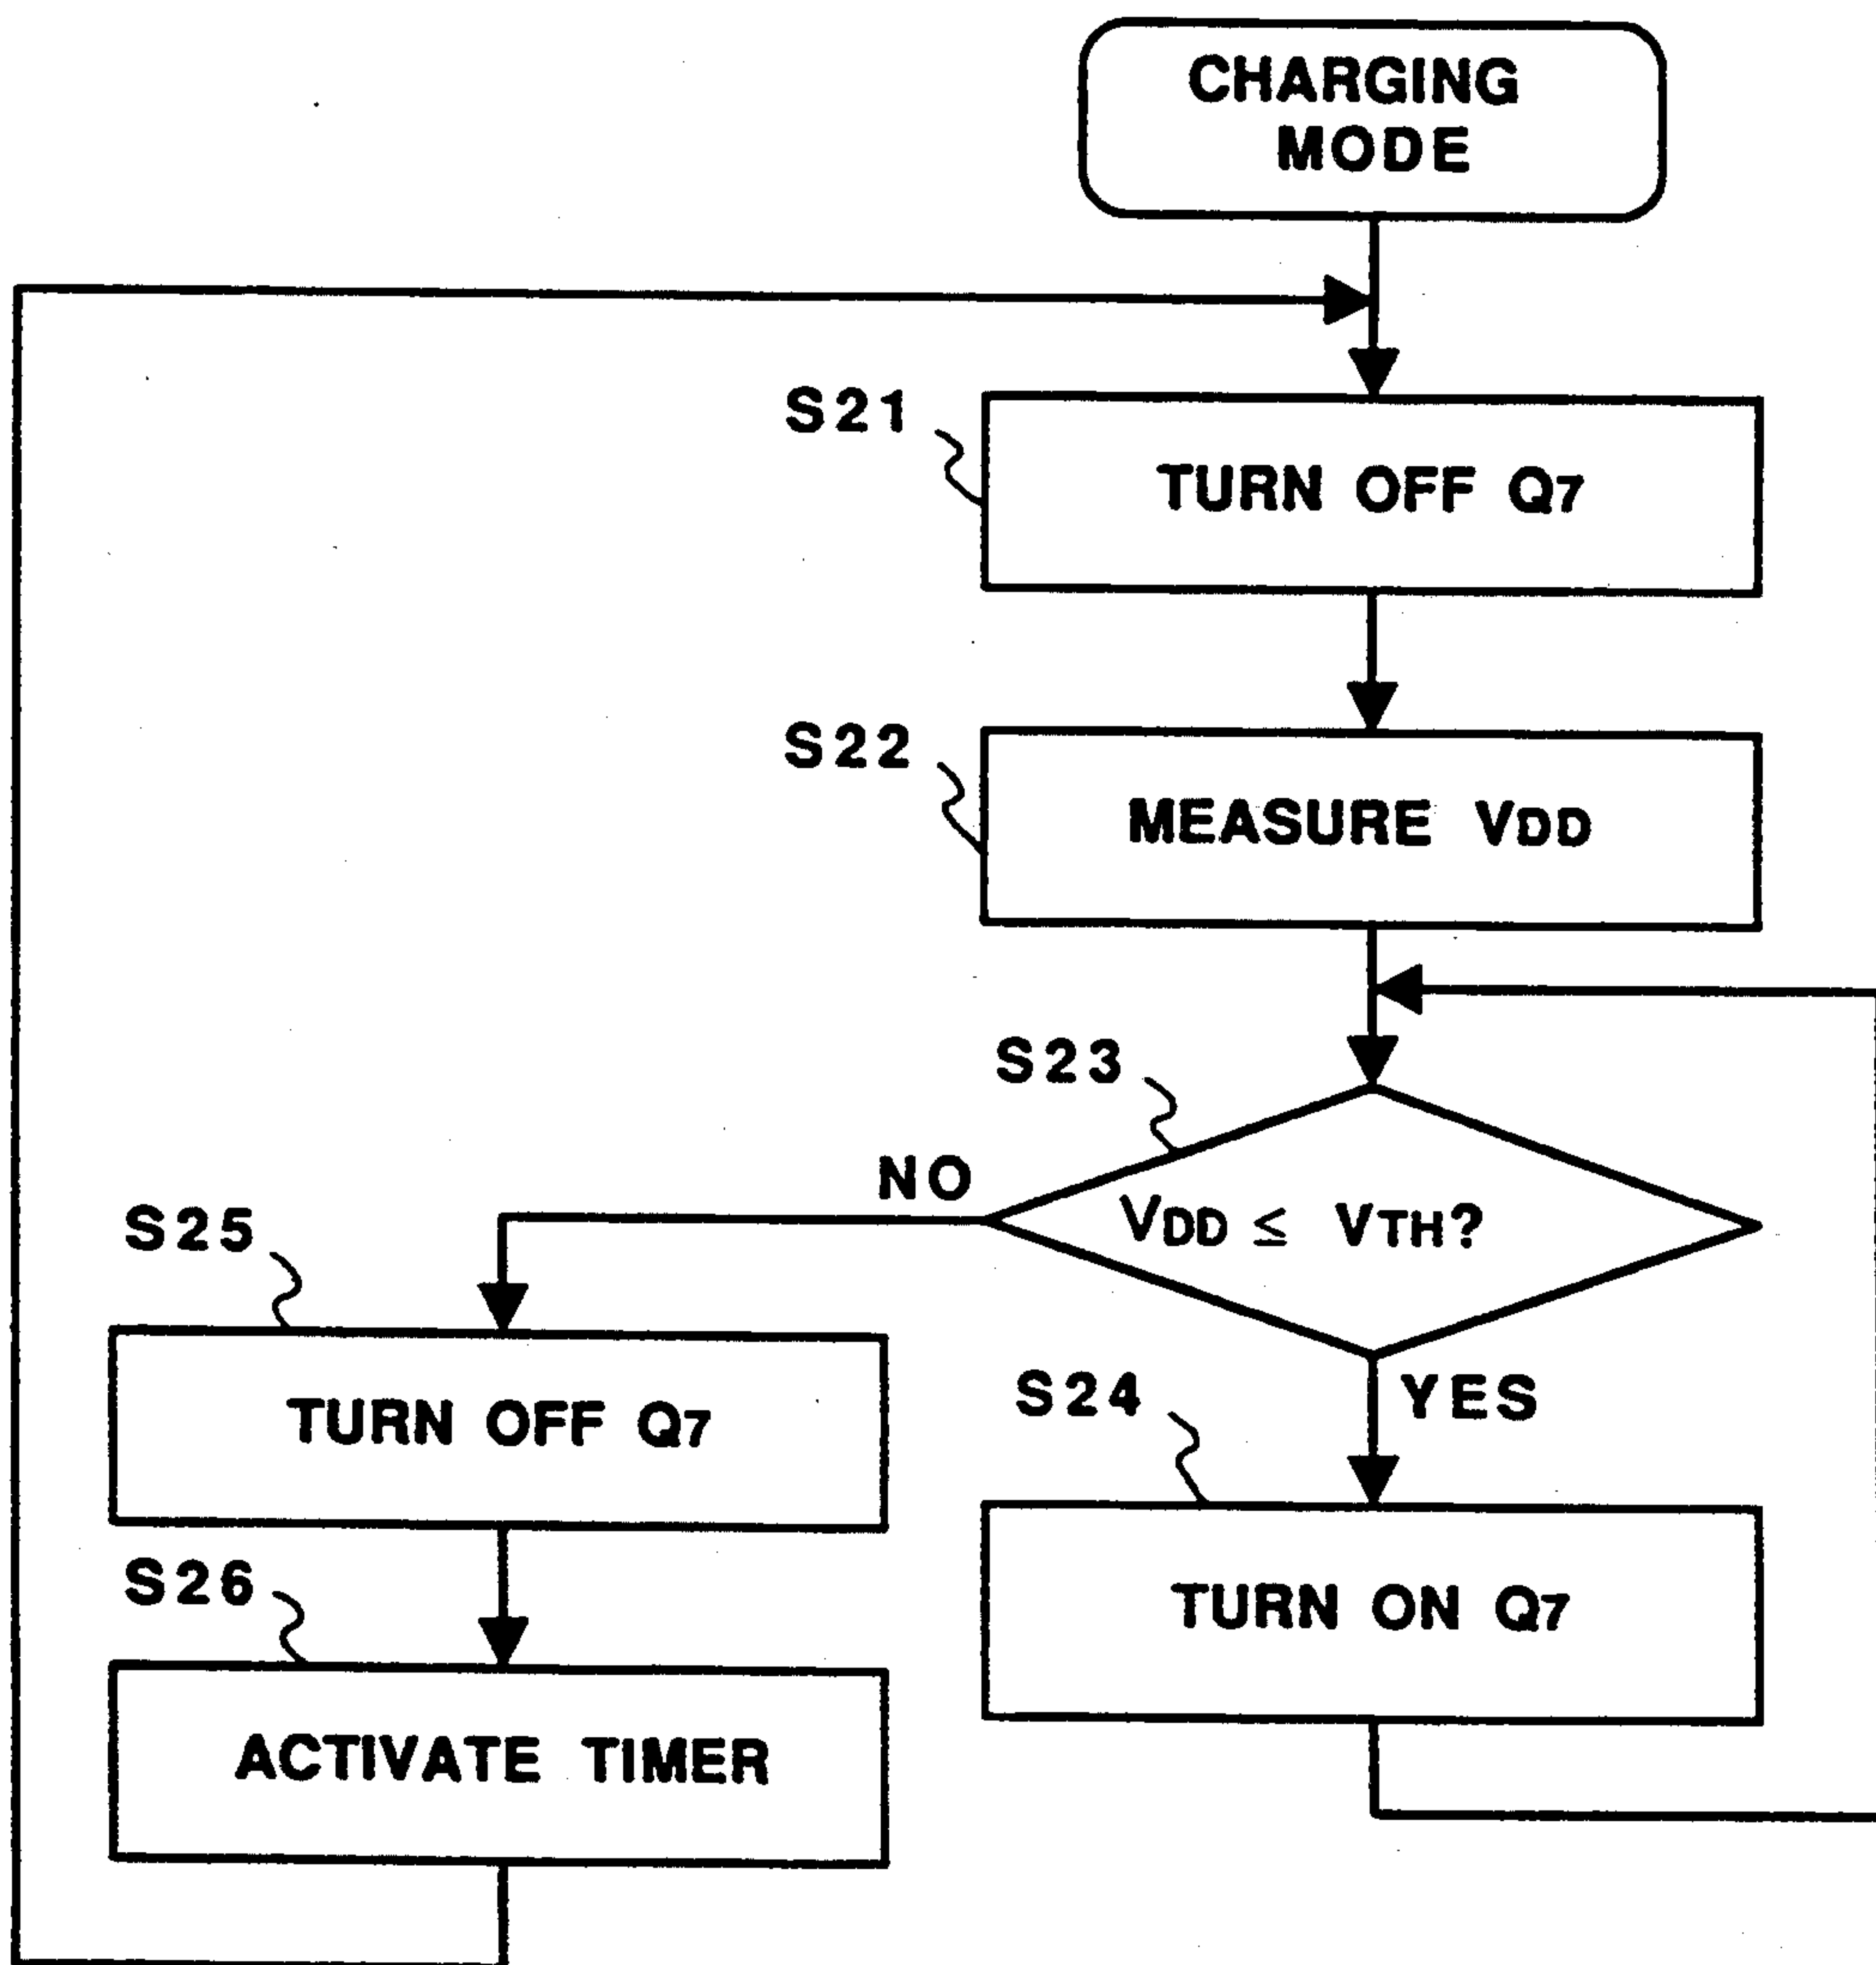 CHARGING
MODE
S21
TURN OFF Q7
S22
MEASURE VDD
S23
NO
VDD ≤ VTH?
S25
S24
YES
TURN OFF Q7
S26
TURN ON Q7
ACTIVATE TIMER